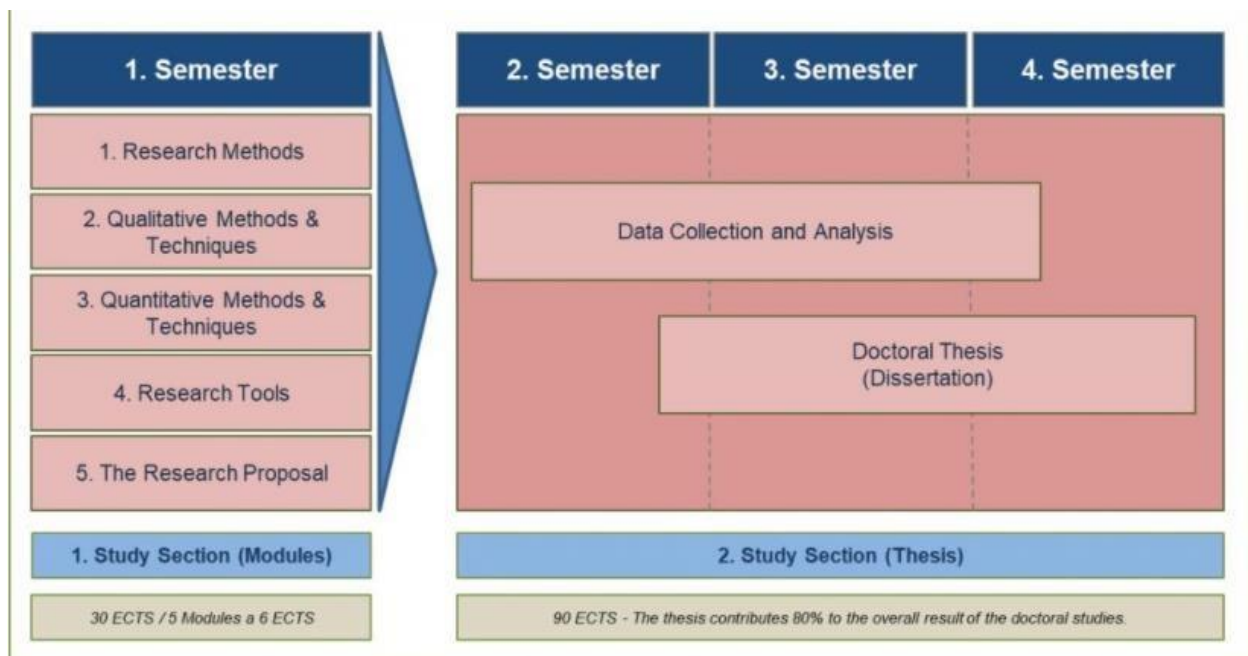 1. Semester
1. Research Methods
2. Qualitative Methods &
Techniques
3. Quantitative Methods &
Techniques
4. Research Tools
5. The Research Proposal
1. Study Section (Modules)
30 ECTS / 5 Modules a 6 ECTS
2. Semester
3. Semester
4. Semester
Data Collection and Analysis
Doctoral Thesis
(Dissertation)
2. Study Section (Thesis)
90 ECTS - The thesis contributes 80% to the overall result of the doctoral studies.